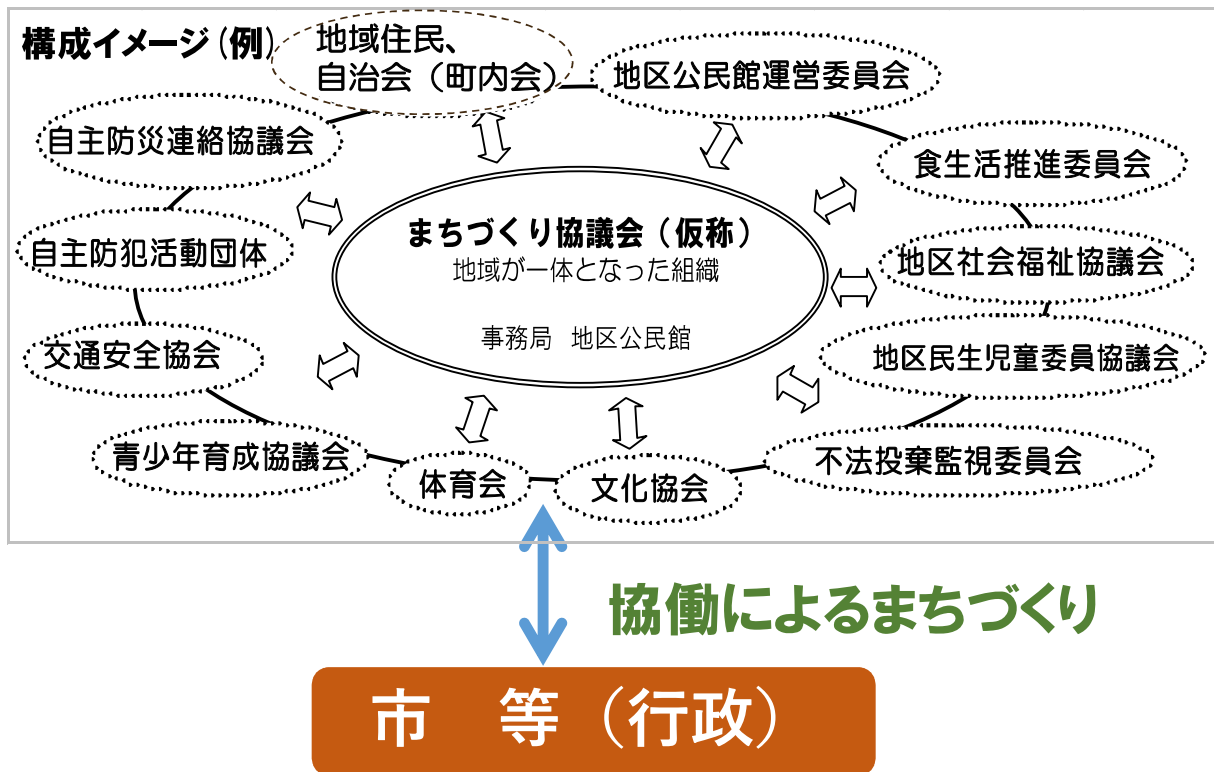 構成イメージ(例)
地域住民、
自治会（町内会）
地区公民館運営委員会
自主防災連絡協議会
食生活推進委員会
まちづくり協議会（仮称）
地域が一体となった組織
事務局　地区公民館
自主防犯活動団体
地区社会福祉協議会
交通安全協会
地区民生児童委員協議会
青少年育成協議会
体育会
文化協会
不法投棄監視委員会
協働によるまちづくり
市　等（行政）